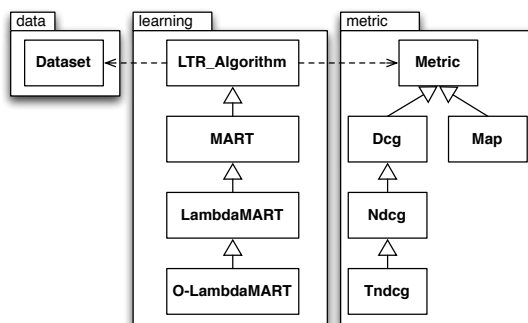 data
learning
metric
Dataset
LTR_Algorithm
Metric
MART
Dcg
Map
LambdaMART
Ndcg
O-LambdaMART
Tndcg